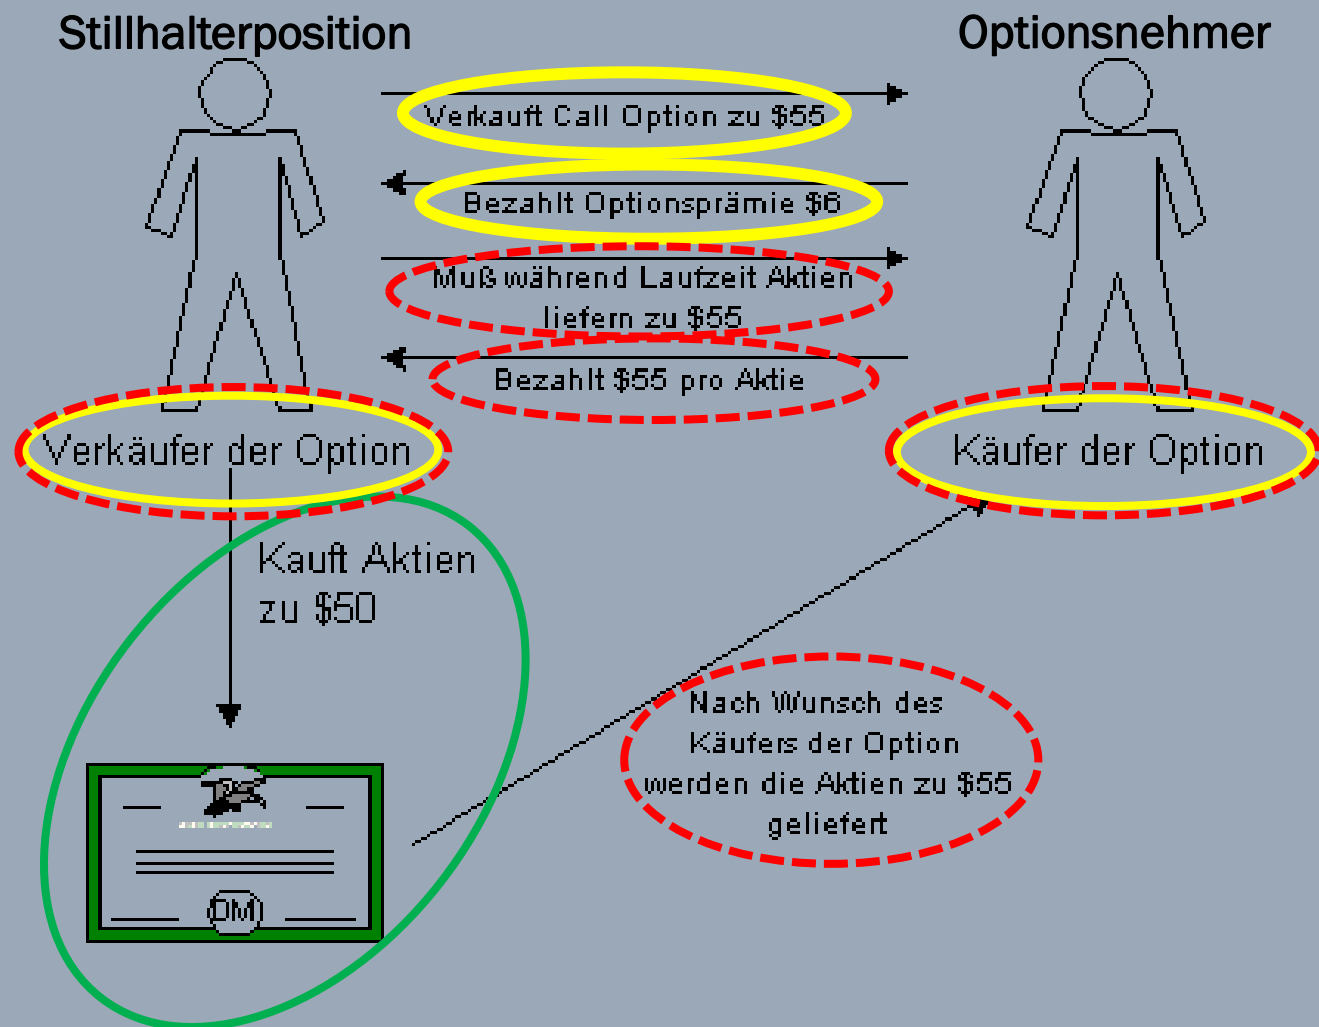 Stillhalterposition
Optionsnehmer
Verkauft Call Option zu $55
Bezahlt Optionsprämie $6
Muß während Laufzeit Aktien
liefern zu $55
Bezahlt $55 pro Aktie
Verkäufer der Option
Käufer der Option
Kauft Aktien
zu $50
Nach Wunsch des
Käufers der Option
werden die Aktien zu $55
geliefert
(DM)